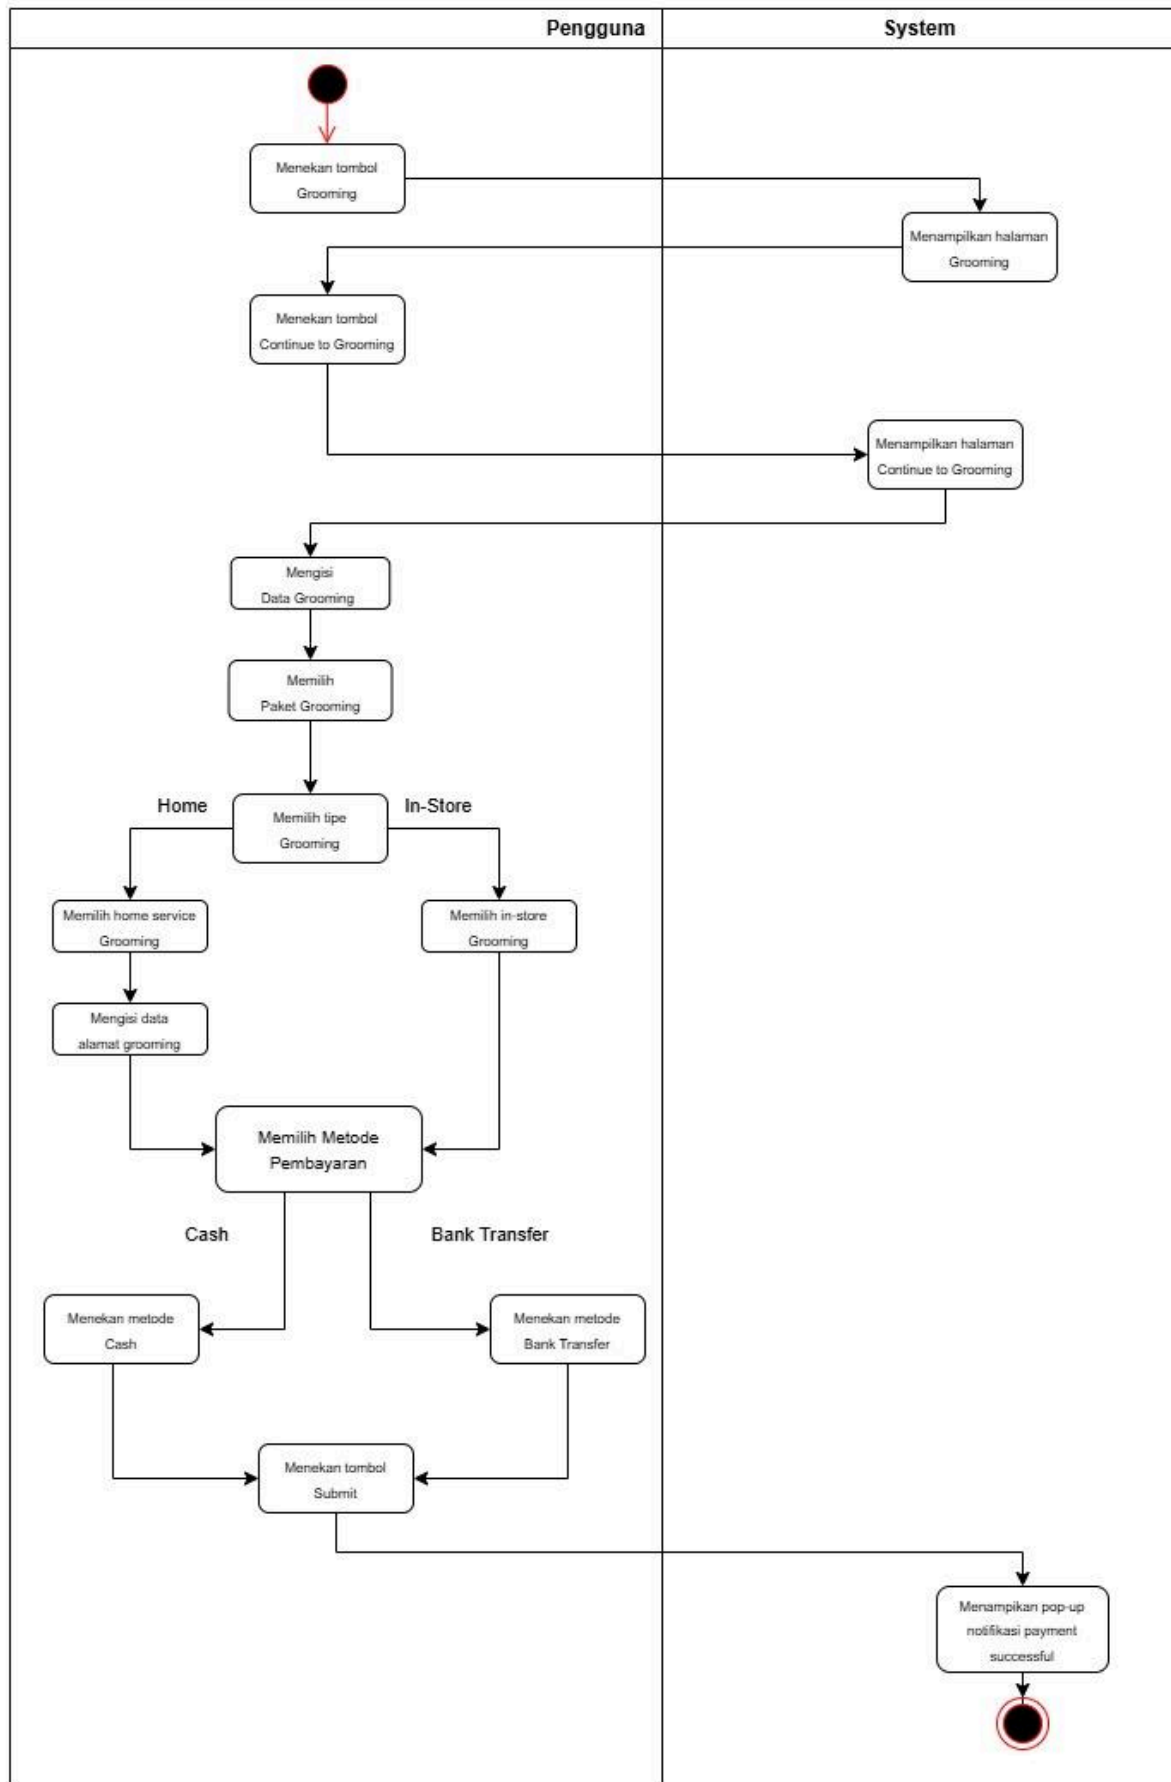 Pengguna
System
Menekan tombol
Grooming
Menampilkan halaman
Grooming
Menekan tombol
Continue to Grooming
Menampilkan halaman
Continue to Grooming
Mengisi
Data Grooming
Memilih
Paket Grooming
Home
In-Store
Memilih tipe
Grooming
Memilih home service
Grooming
Memilih in-store
Grooming
Mengisi data
alamat grooming
Memilih Metode
Pembayaran
Cash
Bank Transfer
Menekan metode
Cash
Menekan metode
Bank Transfer
Menekan tombol
Submit
Menampikan pop-up
notifikasi payment
successful